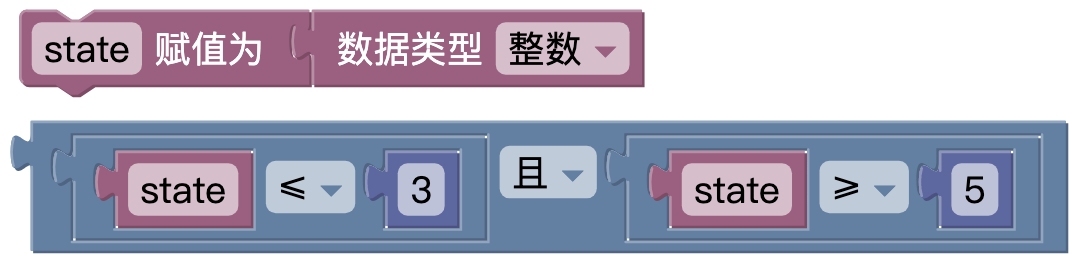 state 赋值为 数据类型 整数
state ≤ 3 且 state ≥ 5